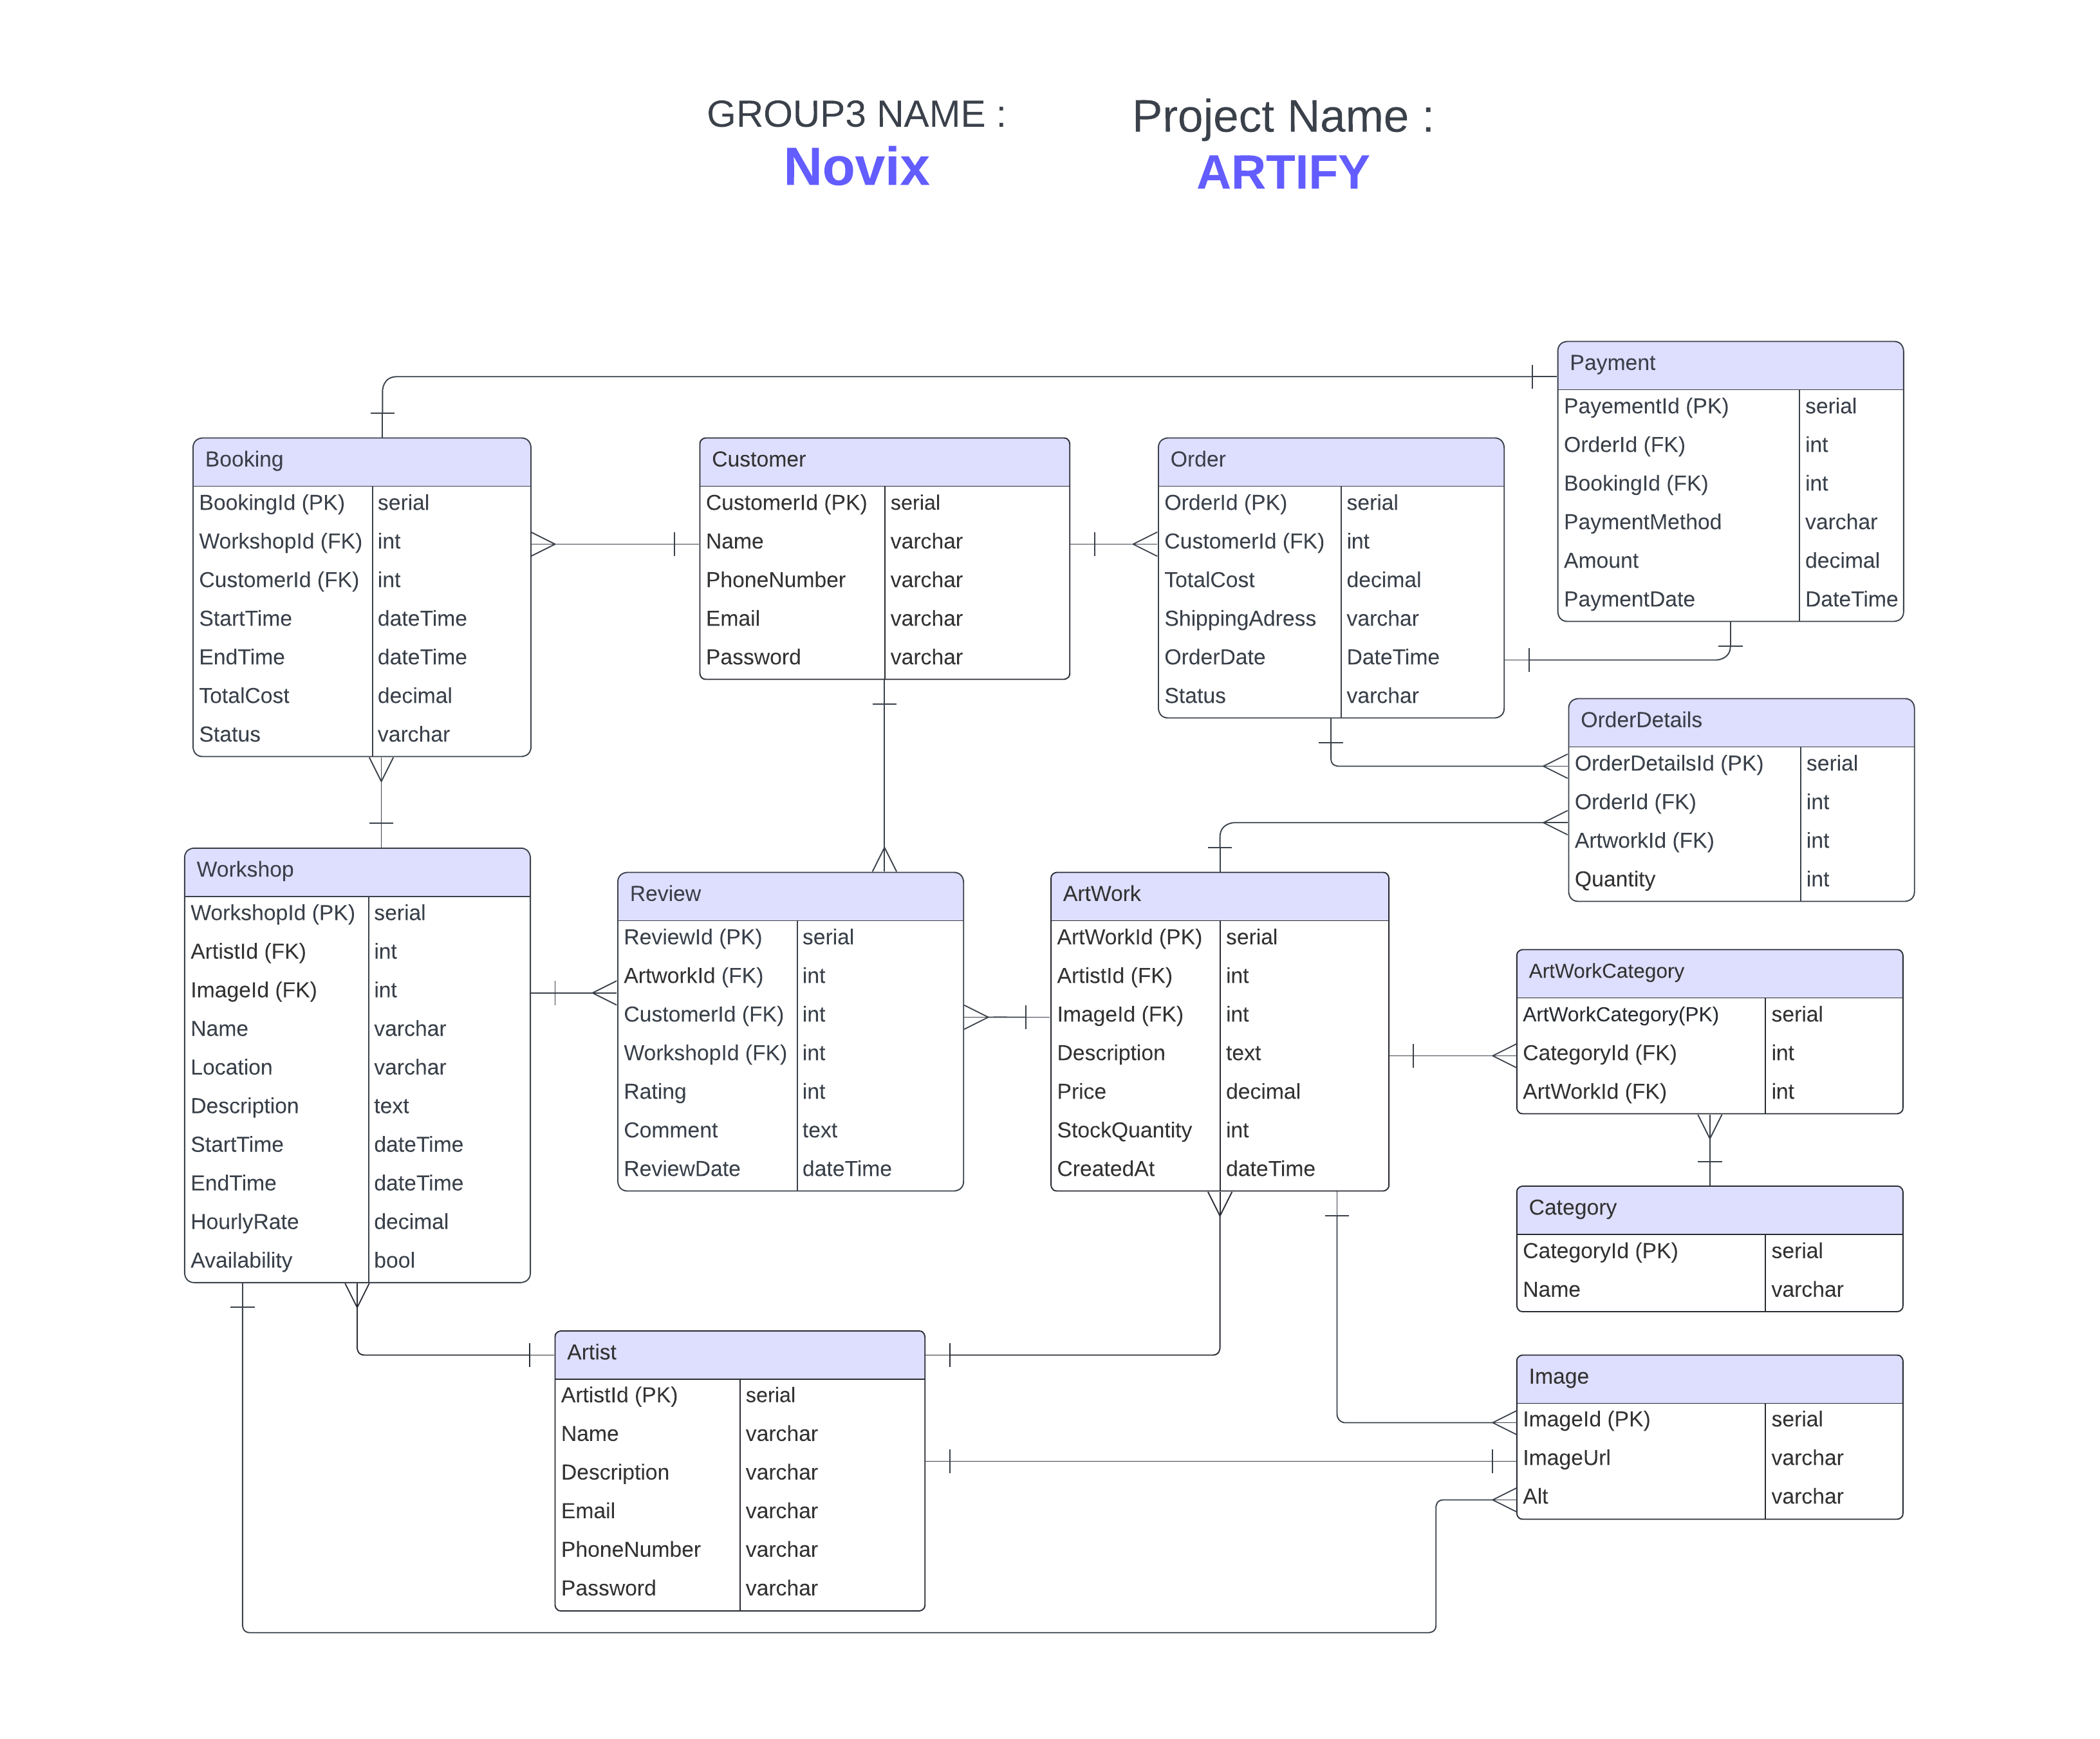 GROUP3 NAME :
Novix
Project Name :
ARTIFY
Payment
PayementId (PK) serial
OrderId (FK) int
BookingId (FK) int
PaymentMethod varchar
Amount decimal
PaymentDate DateTime
Booking
BookingId (PK) serial
WorkshopId (FK) int
CustomerId (FK) int
StartTime dateTime
EndTime dateTime
TotalCost decimal
Status varchar
Customer
CustomerId (PK) serial
Name varchar
PhoneNumber varchar
Email varchar
Password varchar
Order
OrderId (PK) serial
CustomerId (FK) int
TotalCost decimal
ShippingAdress varchar
OrderDate DateTime
Status varchar
OrderDetails
OrderDetailsId (PK) serial
OrderId (FK) int
ArtworkId (FK) int
Quantity int
Workshop
WorkshopId (PK) serial
ArtistId (FK) int
ImageId (FK) int
Name varchar
Location varchar
Description text
StartTime dateTime
EndTime dateTime
HourlyRate decimal
Availability bool
Review
ReviewId (PK) serial
ArtworkId (FK) int
CustomerId (FK) int
WorkshopId (FK) int
Rating int
Comment text
ReviewDate dateTime
ArtWork
ArtWorkId (PK) serial
ArtistId (FK) int
ImageId (FK) int
Description text
Price decimal
StockQuantity int
CreatedAt dateTime
ArtWorkCategory
ArtWorkCategory(PK) serial
CategoryId (FK) int
ArtWorkId (FK) int
Category
CategoryId (PK) serial
Name varchar
Artist
ArtistId (PK) serial
Name varchar
Description varchar
Email varchar
PhoneNumber varchar
Password varchar
Image
ImageId (PK) serial
ImageUrl varchar
Alt varchar